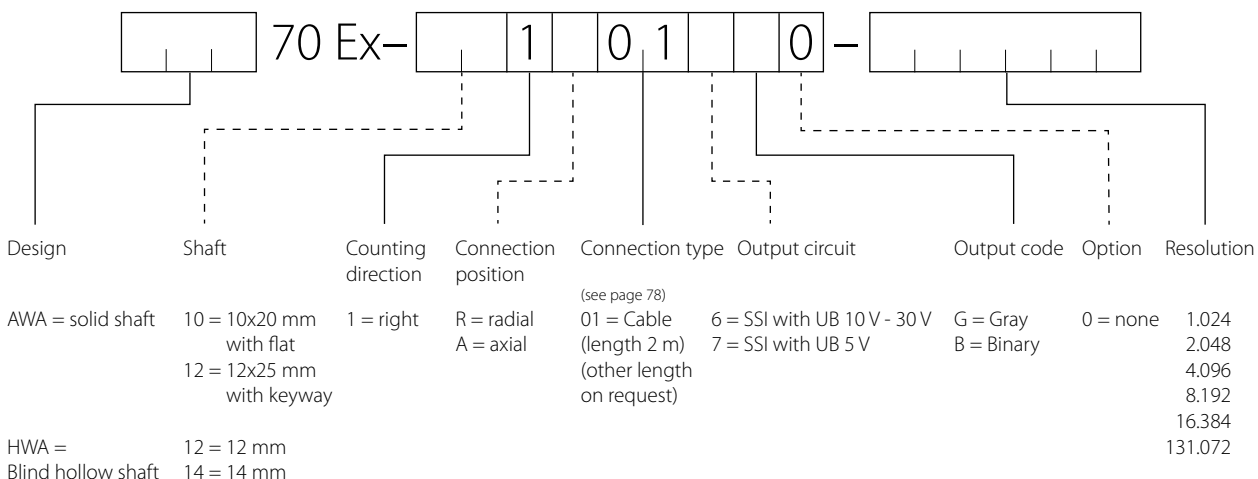 70 Ex– 1 0 1 0 –
Design Shaft Counting direction Connection position Connection type Output circuit Output code Option Resolution
(see page 78)
AWA = solid shaft 10 = 10x20 mm 1 = right R = radial 01 = Cable 6 = SSI with UB 10 V - 30 V G = Gray 0 = none 1.024
with flat A = axial (length 2 m) 7 = SSI with UB 5 V B = Binary 2.048
12 = 12x25 mm (other length 4.096
with keyway on request) 8.192
16.384
HWA = 12 = 12 mm 131.072
Blind hollow shaft 14 = 14 mm